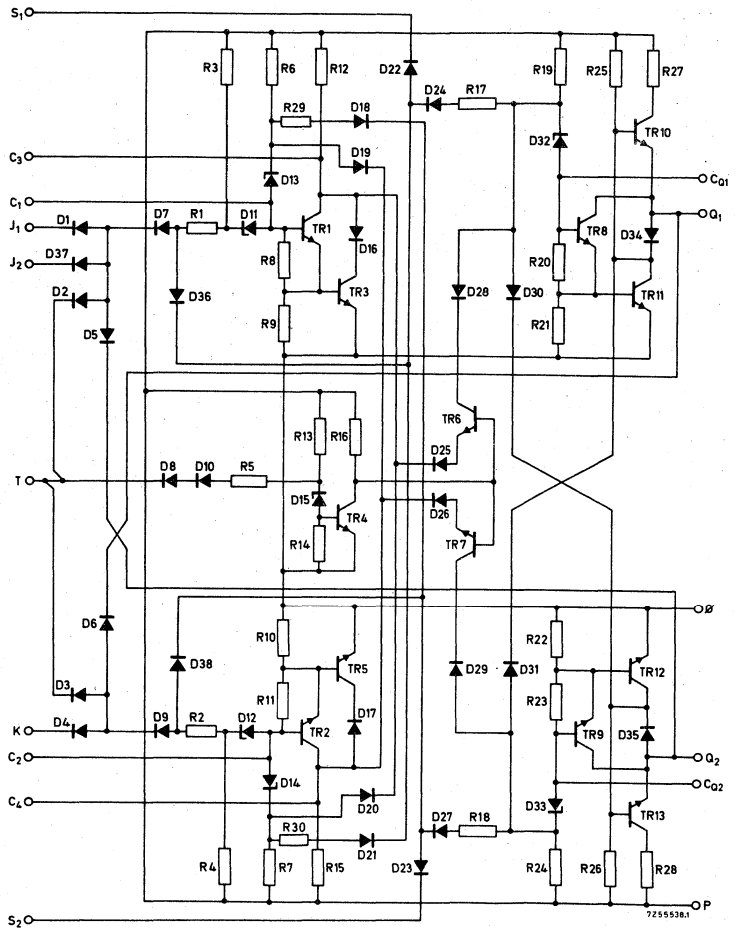 S1
R3
R6
R12
D22
R19
R25
R27
D24
R17
R29
D18
TR10
C3
D19
D32
D13
CQ1
C1
J1
D1
D7
R1
D11
TR1
TR8
Q1
D37
D16
D34
J2
R8
R20
D2
TR3
TR11
D36
D28
D30
D5
R9
R21
TR6
R13
R16
D25
T
D8
D10
R5
D15
D26
TR4
R14
TR7
D6
Ø
R10
R22
D38
TR5
D29
D31
TR12
D3
R11
R23
K
D4
D9
R2
D12
D17
TR9
D35
TR2
C2
Q2
D14
CQ2
C4
D20
D33
TR13
R30
D27
R18
D21
R4
R7
R15
D23
R24
R26
R28
P
7Z55538.1
S2